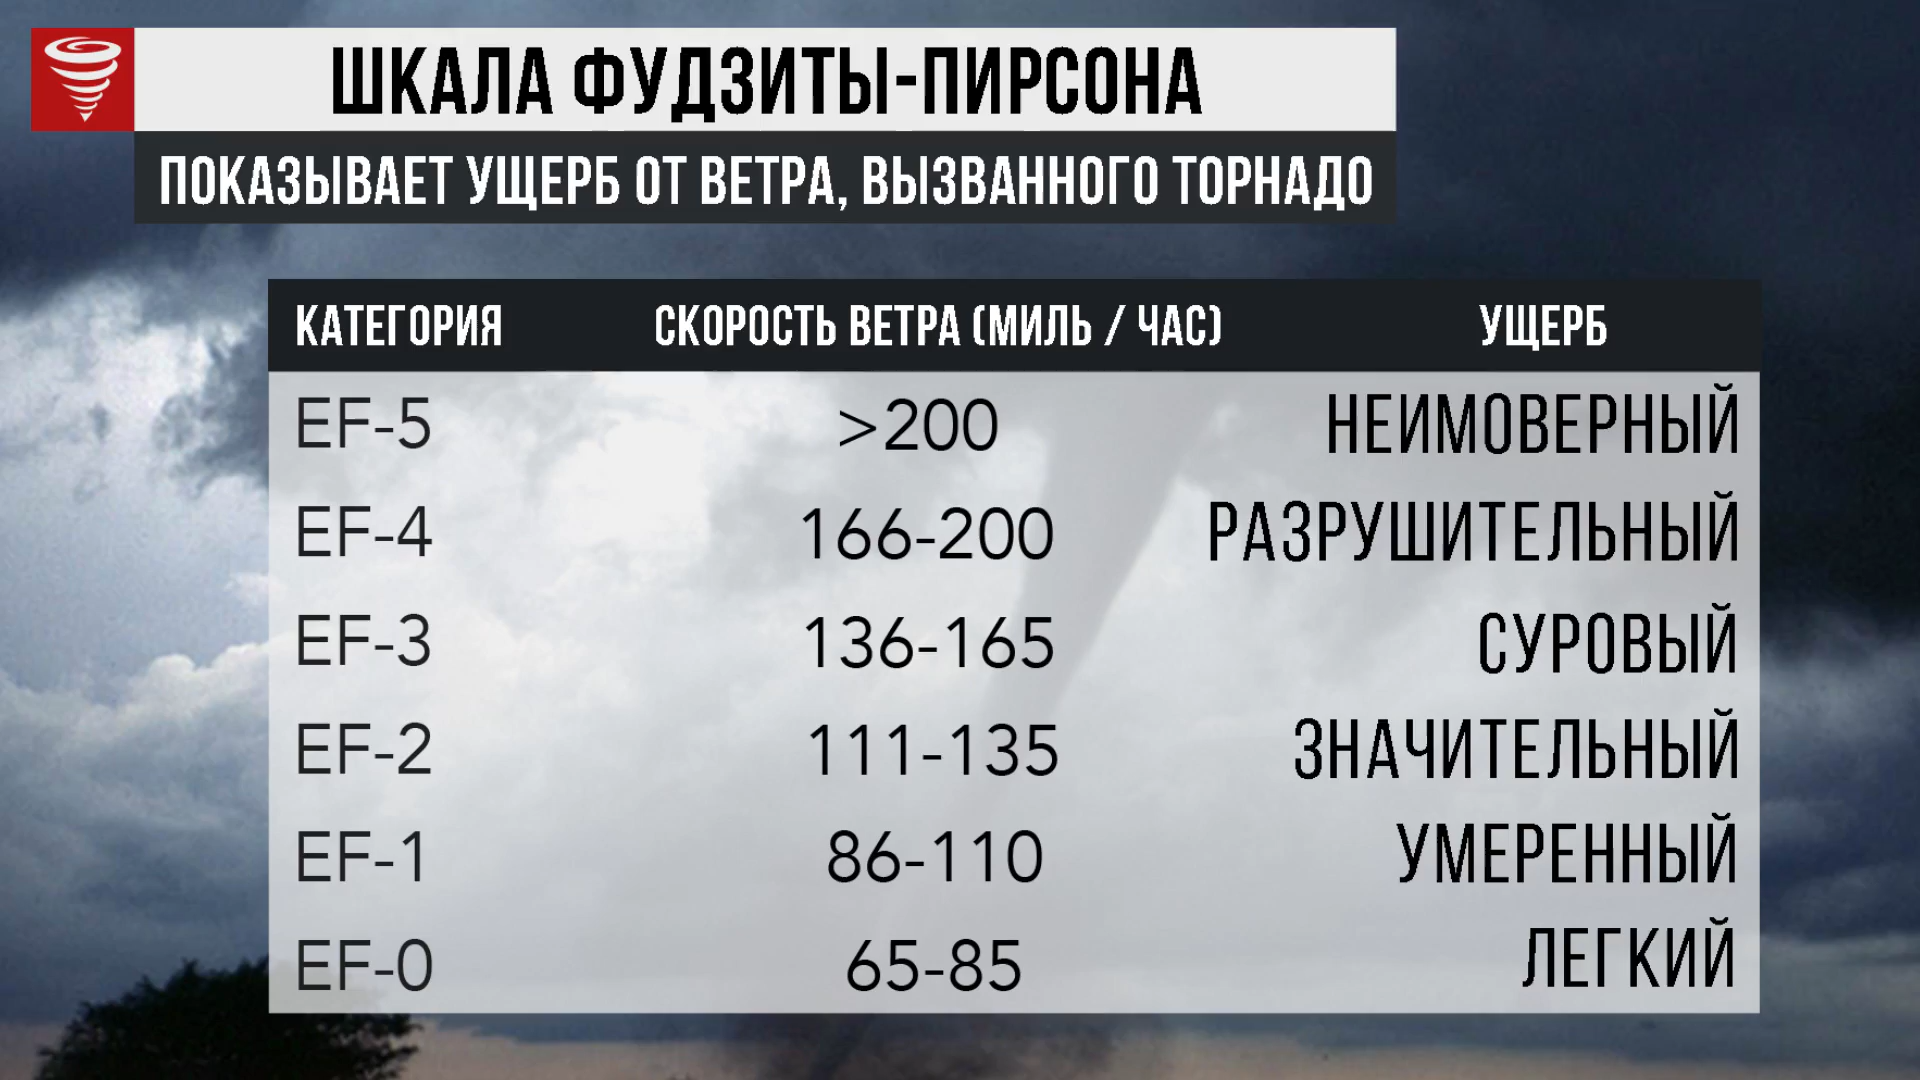 ШКАЛА ФУДЗИТЫ-ПИРСОНА
ПОКАЗЫВАЕТ УЩЕРБ ОТ ВЕТРА, ВЫЗВАННОГО ТОРНАДО
КАТЕГОРИЯ СКОРОСТЬ ВЕТРА (МИЛЬ / ЧАС) УЩЕРБ
EF-5 >200 НЕИМОВЕРНЫЙ
EF-4 166-200 РАЗРУШИТЕЛЬНЫЙ
EF-3 136-165 СУРОВЫЙ
EF-2 111-135 ЗНАЧИТЕЛЬНЫЙ
EF-1 86-110 УМЕРЕННЫЙ
EF-0 65-85 ЛЕГКИЙ